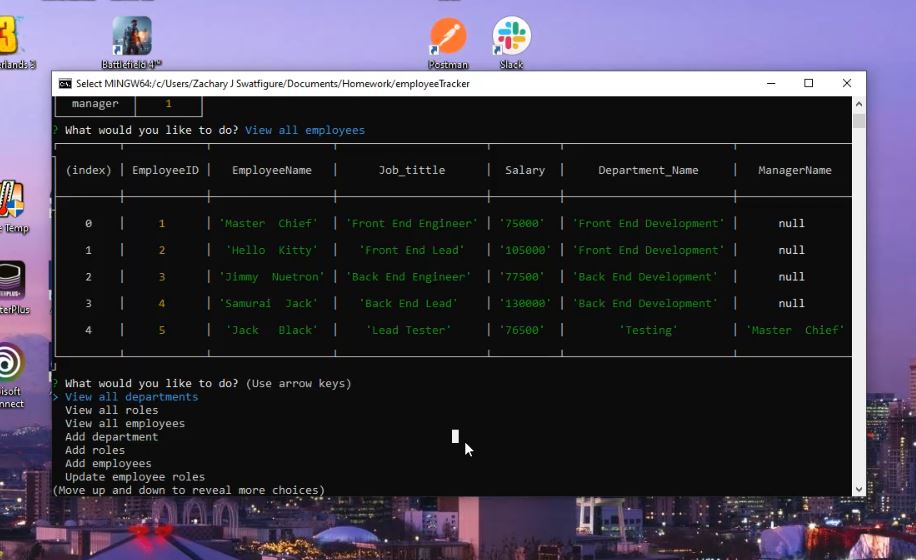 Battlefield 4™
Postman
Slack
Select MINGW64:/c/Users/Zachary J Swatfigure/Documents/Homework/employeeTracker
manager | 1 |
? What would you like to do? View all employees
(index) | EmployeeID | EmployeeName | Job_tittle | Salary | Department_Name | ManagerName
0 | 1 | 'Master  Chief' | 'Front End Engineer' | '75000' | 'Front End Development' | null
1 | 2 | 'Hello  Kitty' | 'Front End Lead' | '105000' | 'Front End Development' | null
2 | 3 | 'Jimmy  Nuetron' | 'Back End Engineer' | '77500' | 'Back End Development' | null
3 | 4 | 'Samurai  Jack' | 'Back End Lead' | '130000' | 'Back End Development' | null
4 | 5 | 'Jack   Black' | 'Lead Tester' | '76500' | 'Testing' | 'Master  Chief'
? What would you like to do? (Use arrow keys)
> View all departments
View all roles
View all employees
Add department
Add roles
Add employees
Update employee roles
(Move up and down to reveal more choices)
Temp